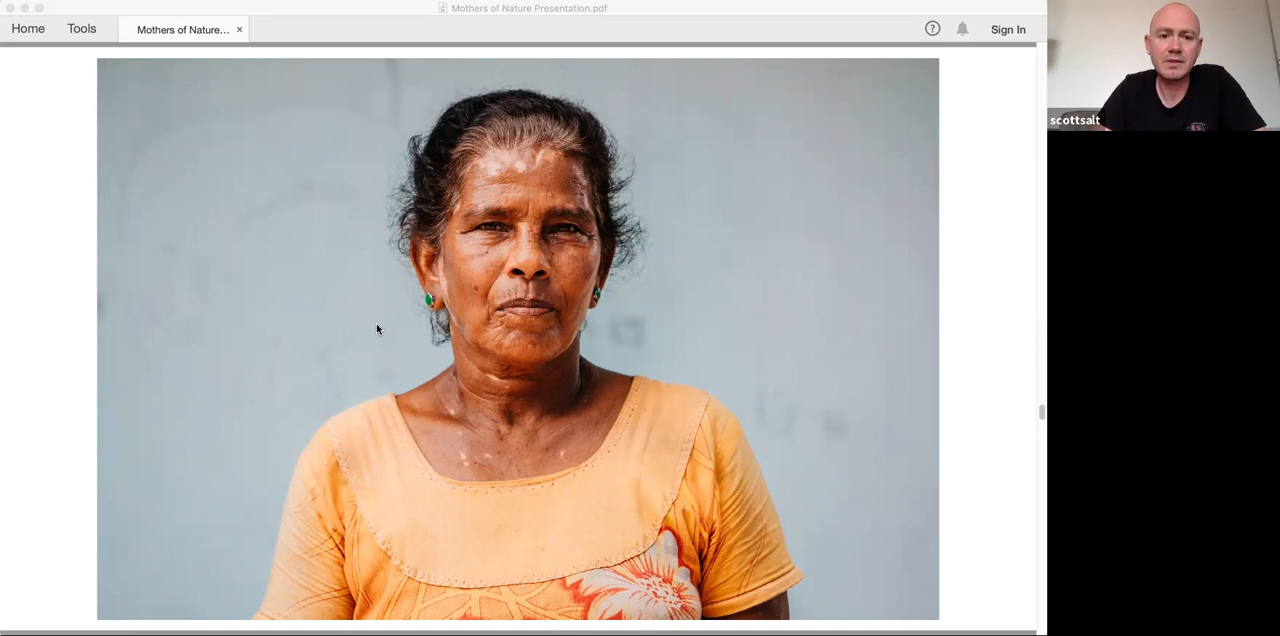 Mothers of Nature Presentation.pdf
Home Tools Mothers of Nature... × ? Sign In
scottsalt